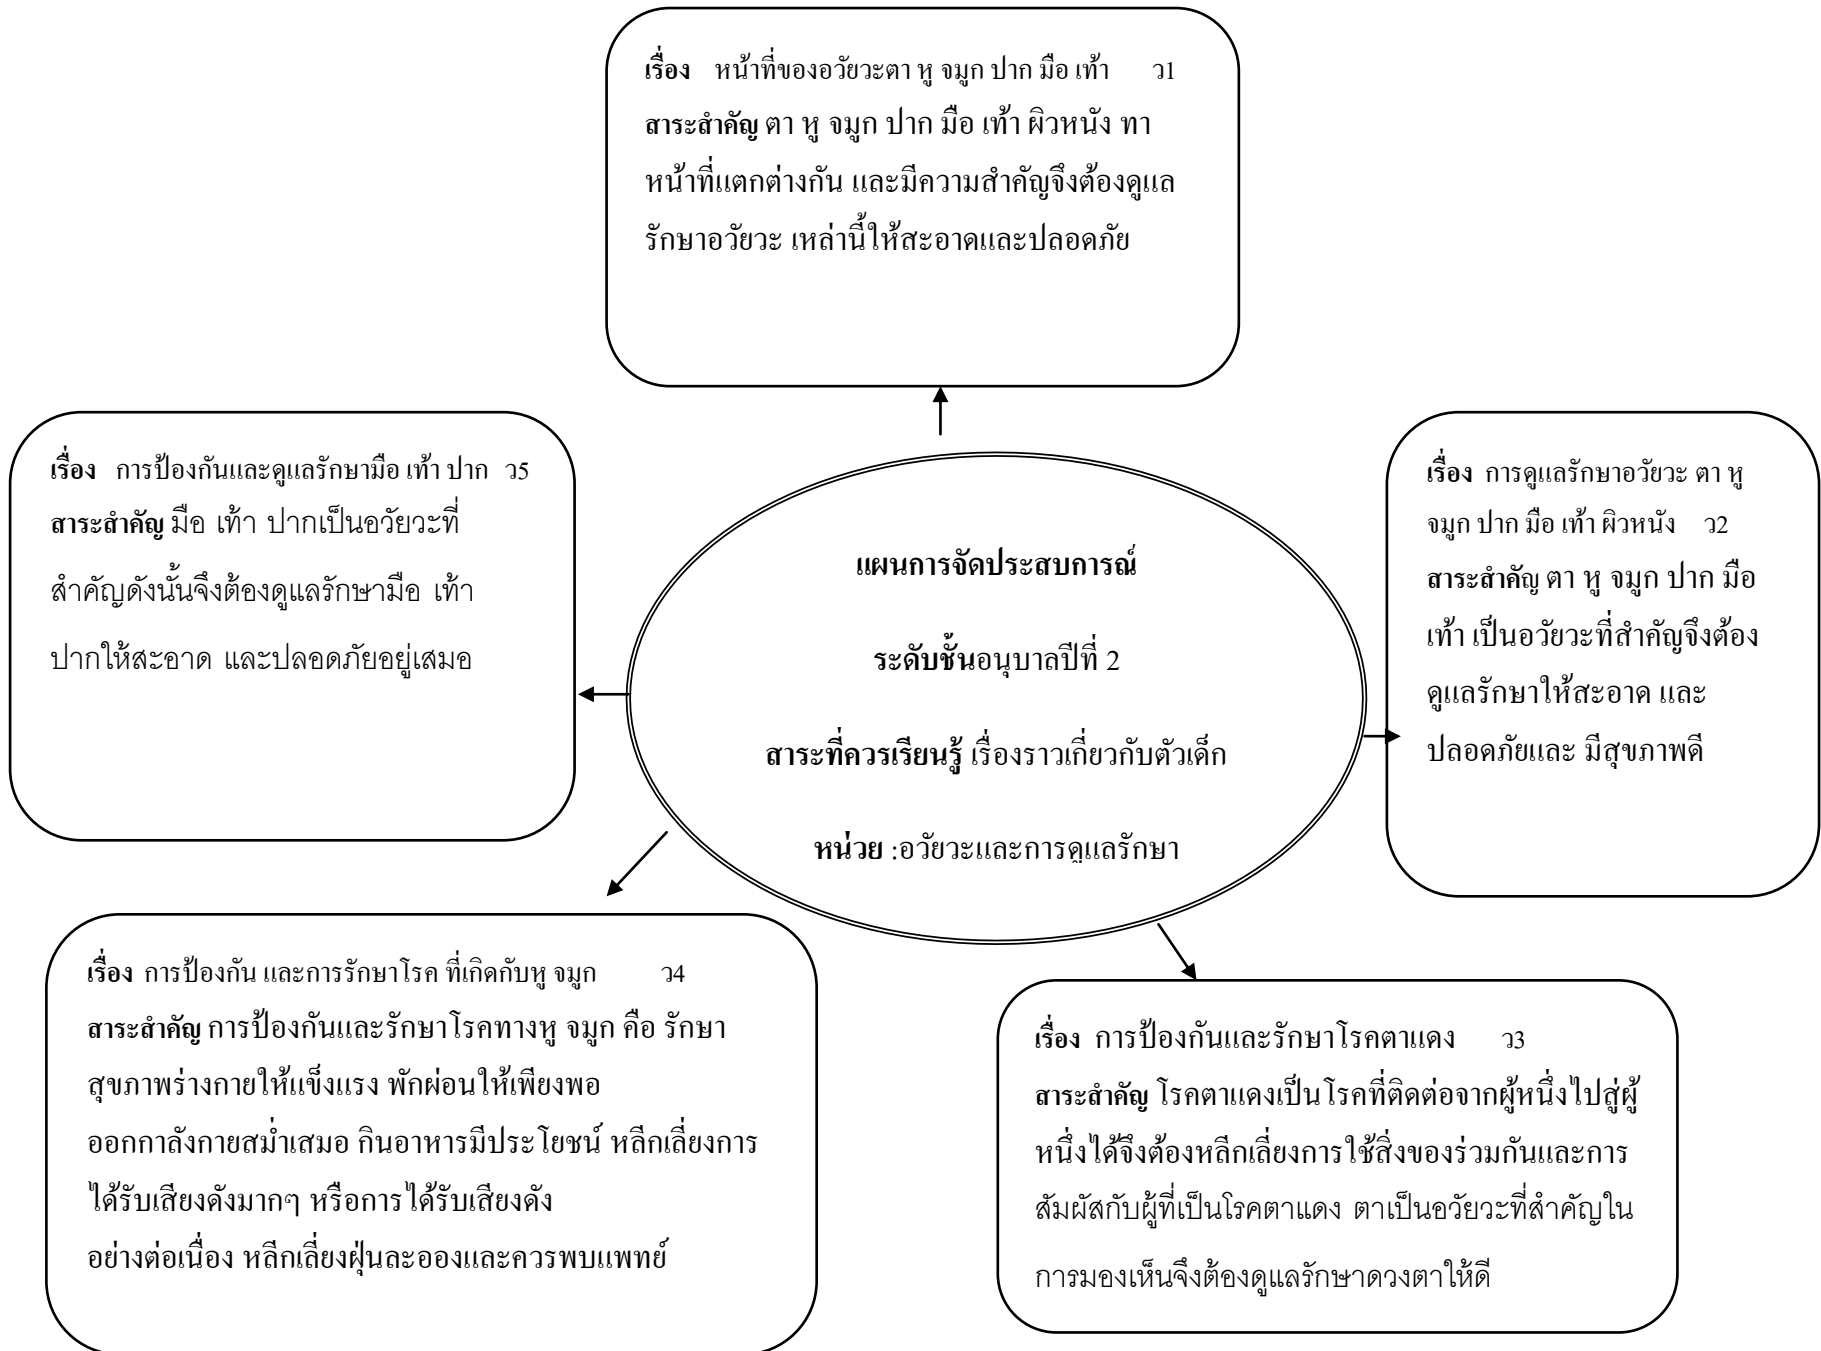 เรื่อง หน้าที่ของอวัยวะตา หู จมูก ปาก มือ เท้า ว1
สาระสำคัญ ตา หู จมูก ปาก มือ เท้า ผิวหนัง ทา
หน้าที่แตกต่างกัน และมีความสำคัญจึงต้องดูแล
รักษาอวัยวะ เหล่านี้ให้สะอาดและปลอดภัย
เรื่อง การป้องกันและดูแลรักษามือ เท้า ปาก ว5
สาระสำคัญ มือ เท้า ปากเป็นอวัยวะที่
สำคัญดังนั้นจึงต้องดูแลรักษามือ เท้า
ปากให้สะอาด และปลอดภัยอยู่เสมอ
แผนการจัดประสบการณ์
ระดับชั้นอนุบาลปีที่ 2
สาระที่ควรเรียนรู้ เรื่องราวเกี่ยวกับตัวเด็ก
หน่วย :อวัยวะและการดูแลรักษา
เรื่อง การดูแลรักษาอวัยวะ ตา หู
จมูก ปาก มือ เท้า ผิวหนัง ว2
สาระสำคัญ ตา หู จมูก ปาก มือ
เท้า เป็นอวัยวะที่สำคัญจึงต้อง
ดูแลรักษาให้สะอาด และ
ปลอดภัยและ มีสุขภาพดี
เรื่อง การป้องกัน และการรักษาโรค ที่เกิดกับหู จมูก ว4
สาระสำคัญ การป้องกันและรักษาโรคทางหู จมูก คือ รักษา
สุขภาพร่างกายให้แข็งแรง พักผ่อนให้เพียงพอ
ออกกาลังกายสม่ำเสมอ กินอาหารมีประโยชน์ หลีกเลี่ยงการ
ได้รับเสียงดังมากๆ หรือการได้รับเสียงดัง
อย่างต่อเนื่อง หลีกเลี่ยงฝุ่นละอองและควรพบแพทย์
เรื่อง การป้องกันและรักษาโรคตาแดง ว3
สาระสำคัญ โรคตาแดงเป็นโรคที่ติดต่อจากผู้หนึ่งไปสู่ผู้
หนึ่งได้จึงต้องหลีกเลี่ยงการใช้สิ่งของร่วมกันและการ
สัมผัสกับผู้ที่เป็นโรคตาแดง ตาเป็นอวัยวะที่สำคัญใน
การมองเห็นจึงต้องดูแลรักษาดวงตาให้ดี